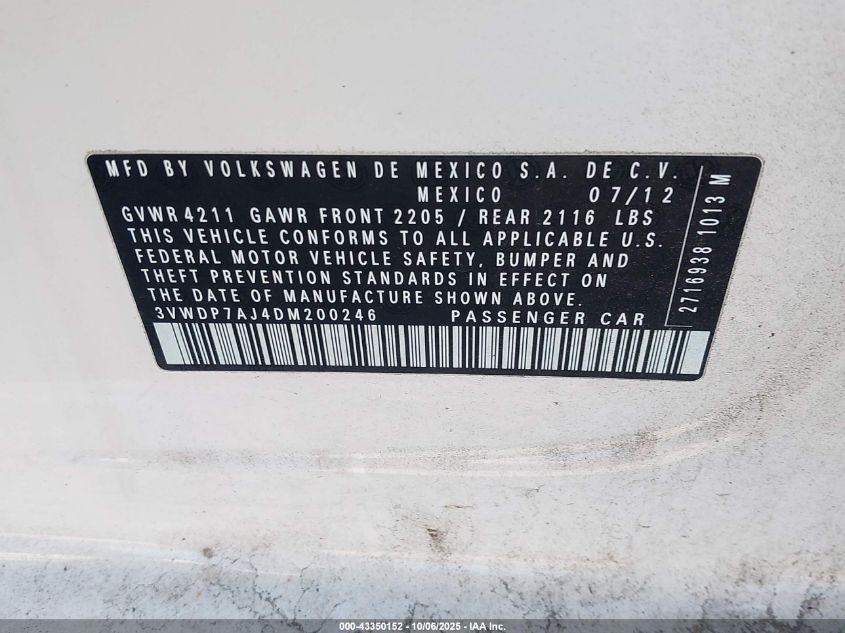 MFD BY VOLKSWAGEN DE MEXICO S.A. DE C.V.
MEXICO 07/12
GVWR 4211 GAWR FRONT 2205 / REAR 2116 LBS
THIS VEHICLE CONFORMS TO ALL APPLICABLE U.S.
FEDERAL MOTOR VEHICLE SAFETY, BUMPER AND
THEFT PREVENTION STANDARDS IN EFFECT ON
THE DATE OF MANUFACTURE SHOWN ABOVE.
3VWDP7AJ4DM200246 PASSENGER CAR
2716938 1013 M
000-43350152 - 10/06/2025 - IAA Inc.